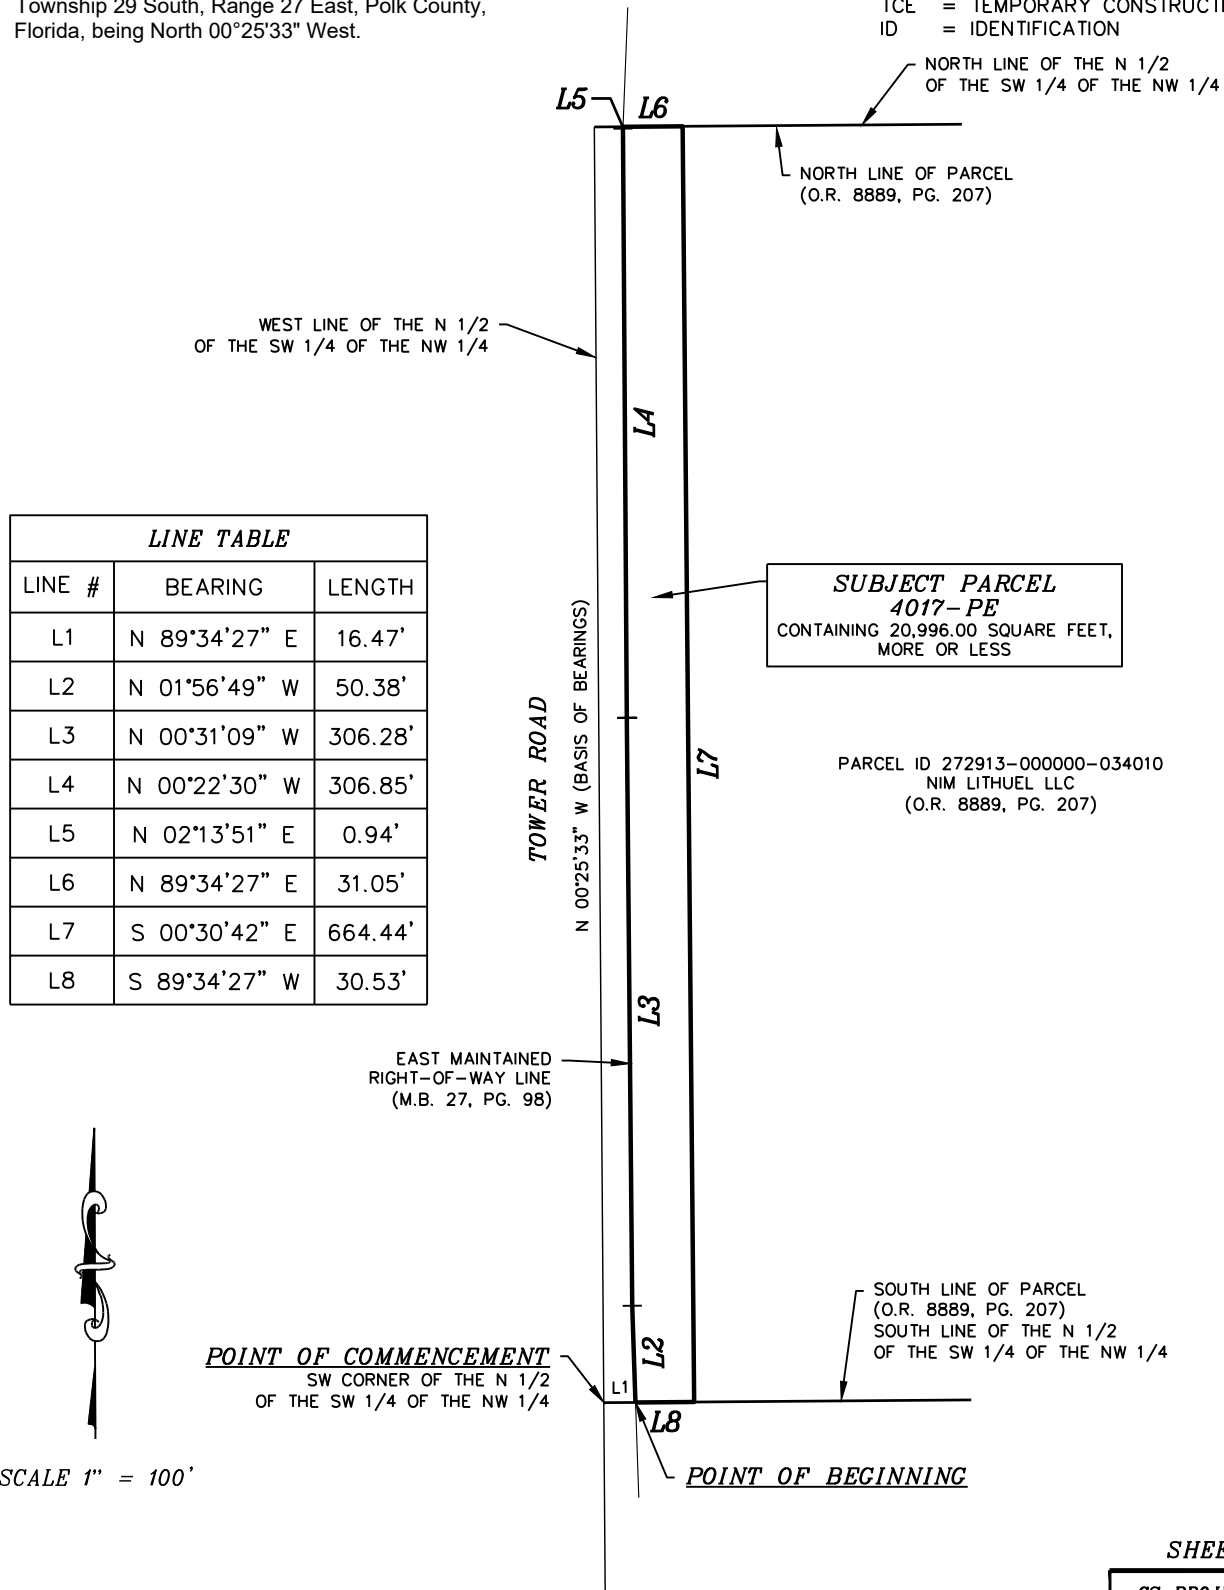 Township 29 South, Range 27 East, Polk County,
Florida, being North 00°25'33" West.
TCE = TEMPORARY CONSTRUCTI
ID = IDENTIFICATION
NORTH LINE OF THE N 1/2
OF THE SW 1/4 OF THE NW 1/4
L5
L6
NORTH LINE OF PARCEL
(O.R. 8889, PG. 207)
WEST LINE OF THE N 1/2
OF THE SW 1/4 OF THE NW 1/4
L4
LINE TABLE
LINE # BEARING LENGTH
L1 N 89°34'27" E 16.47'
L2 N 01°56'49" W 50.38'
L3 N 00°31'09" W 306.28'
L4 N 00°22'30" W 306.85'
L5 N 02°13'51" E 0.94'
L6 N 89°34'27" E 31.05'
L7 S 00°30'42" E 664.44'
L8 S 89°34'27" W 30.53'
SUBJECT PARCEL
4017-PE
CONTAINING 20,996.00 SQUARE FEET,
MORE OR LESS
TOWER ROAD
N 00°25'33" W (BASIS OF BEARINGS)
L7
PARCEL ID 272913-000000-034010
NIM LITHUEL LLC
(O.R. 8889, PG. 207)
L3
EAST MAINTAINED
RIGHT-OF-WAY LINE
(M.B. 27, PG. 98)
SOUTH LINE OF PARCEL
(O.R. 8889, PG. 207)
SOUTH LINE OF THE N 1/2
OF THE SW 1/4 OF THE NW 1/4
L2
POINT OF COMMENCEMENT
SW CORNER OF THE N 1/2
OF THE SW 1/4 OF THE NW 1/4
L1
L8
POINT OF BEGINNING
SCALE 1" = 100'
SHEE